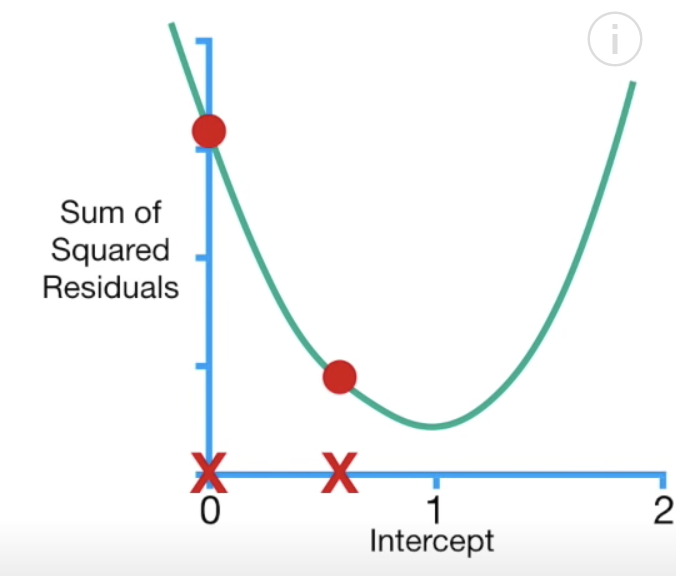 i
Sum of
Squared
Residuals
X X
0 1 2
Intercept